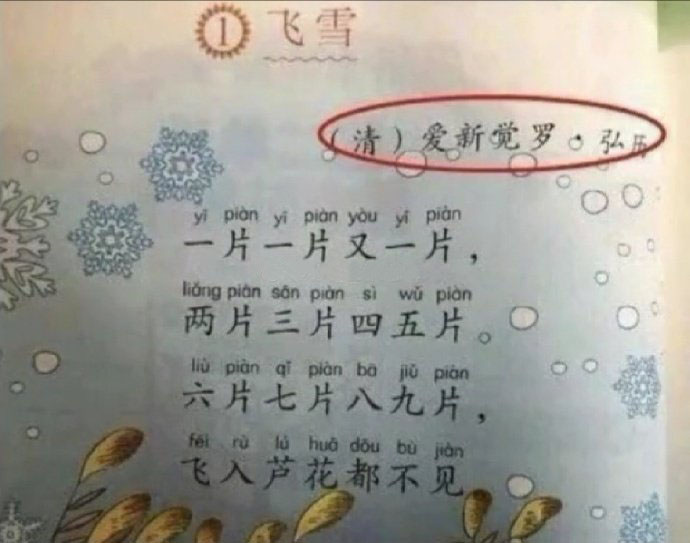 1 飞雪
（清）爱新觉罗·弘历
yī piàn yī piàn yòu yī piàn
一片一片又一片，
liǎng piàn sān piàn sì wǔ piàn
两片三片四五片。
liù piàn qī piàn bā jiǔ piàn
六片七片八九片，
fēi rù lú huā dōu bù jiàn
飞入芦花都不见